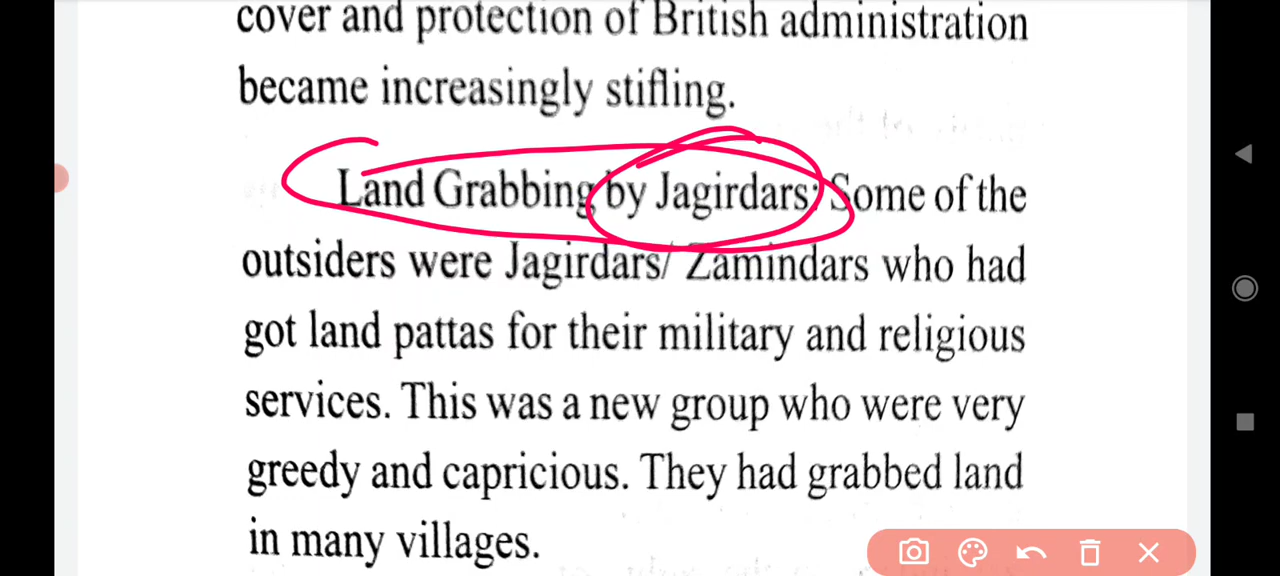 cover and protection of British administration
became increasingly stifling.
Land Grabbing by Jagirdars: Some of the
outsiders were Jagirdars/ Zamindars who had
got land pattas for their military and religious
services. This was a new group who were very
greedy and capricious. They had grabbed land
in many villages.